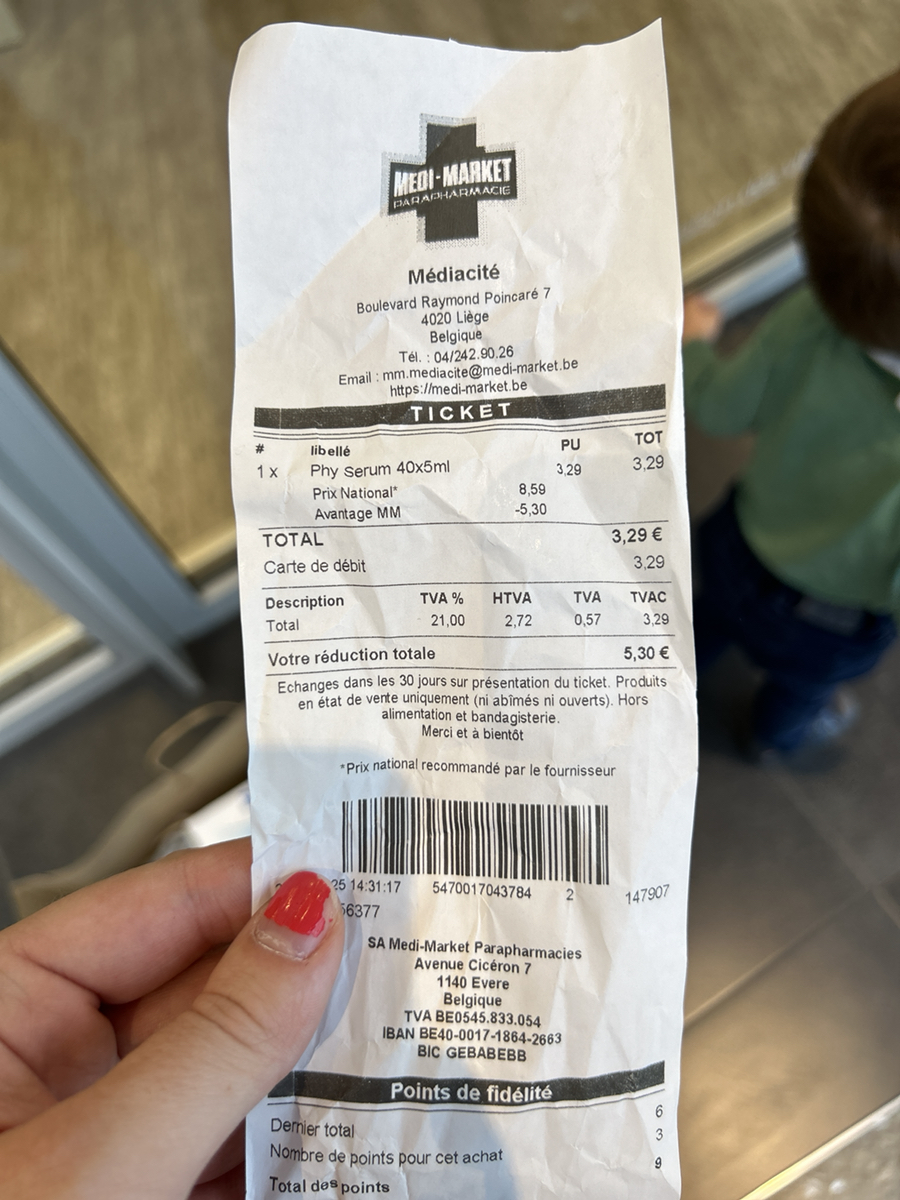 MEDI-MARKET
PARAPHARMACIE
Médiacité
Boulevard Raymond Poincaré 7
4020 Liège
Belgique
Tél. : 04/242.90.26
Email : mm.mediacite@medi-market.be
https://medi-market.be
TICKET
# libellé PU TOT
1 x Phy Serum 40x5ml 3,29 3,29
Prix National* 8,59
Avantage MM -5,30
TOTAL 3,29 €
Carte de débit 3,29
Description TVA % HTVA TVA TVAC
Total 21,00 2,72 0,57 3,29
Votre réduction totale 5,30 €
Echanges dans les 30 jours sur présentation du ticket. Produits
en état de vente uniquement (ni abîmés ni ouverts). Hors
alimentation et bandagisterie.
Merci et à bientôt
*Prix national recommandé par le fournisseur
25 14:31:17 5470017043784 2 147907
56377
SA Medi-Market Parapharmacies
Avenue Cicéron 7
1140 Evere
Belgique
TVA BE0545.833.054
IBAN BE40-0017-1864-2663
BIC GEBABEBB
Points de fidélité
Dernier total 6
Nombre de points pour cet achat 3
Total des points 9